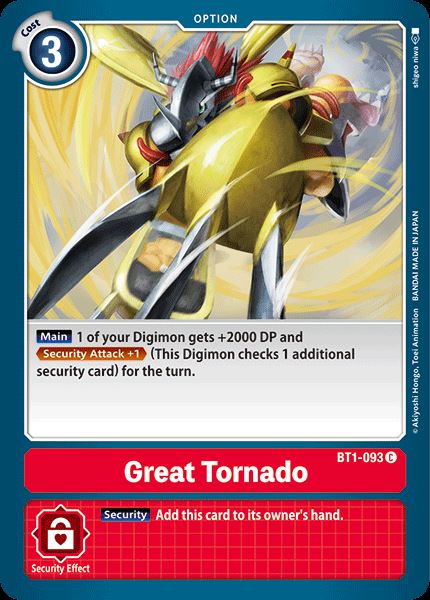 OPTION
Cost
3
shigeo niwa
Main 1 of your Digimon gets +2000 DP and
Security Attack +1 (This Digimon checks 1 additional
security card) for the turn.
© Akiyoshi Hongo, Toei Animation BANDAI MADE IN JAPAN
BT1-093 C
Great Tornado
Security Add this card to its owner's hand.
Security Effect